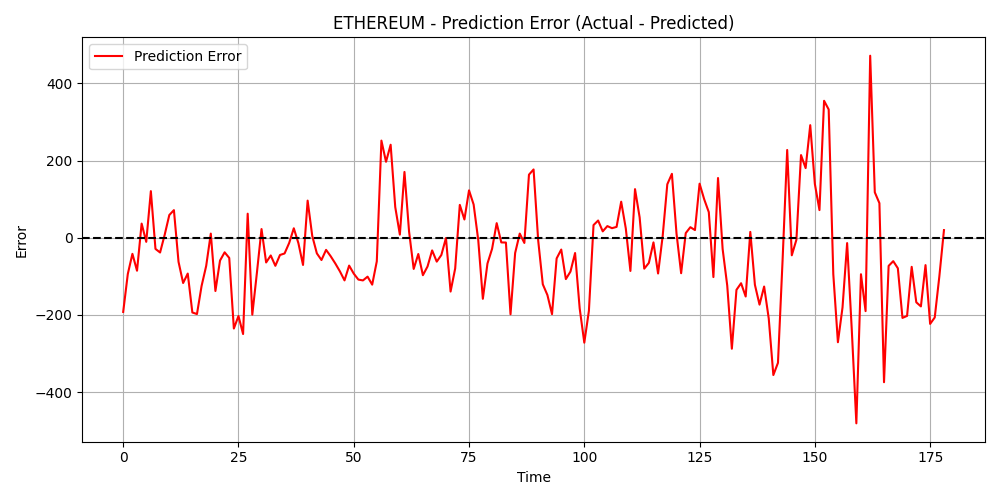 ETHEREUM - Prediction Error (Actual - Predicted)
Prediction Error
400
200
0
−200
−400
Error
0 25 50 75 100 125 150 175
Time